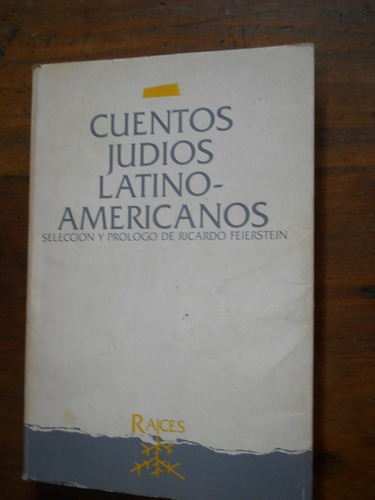 CUENTOS
JUDIOS
LATINO-
AMERICANOS
SELECCION Y PROLOGO DE RICARDO FEIERSTEIN
RAICES